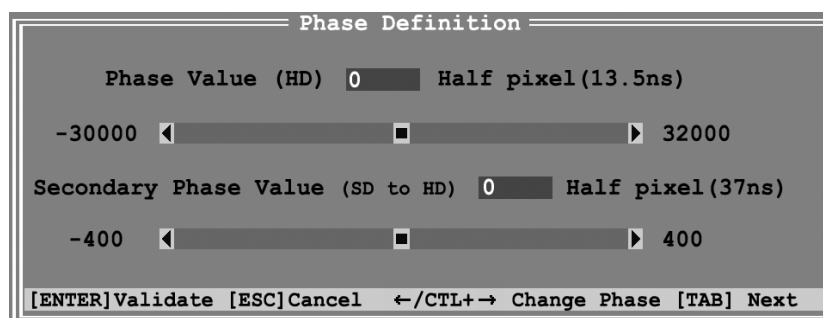 Phase Definition
Phase Value (HD) 0 Half pixel(13.5ns)
-30000 32000
Secondary Phase Value (SD to HD) 0 Half pixel(37ns)
-400 400
[ENTER]Validate [ESC]Cancel ←/CTL+→ Change Phase [TAB] Next